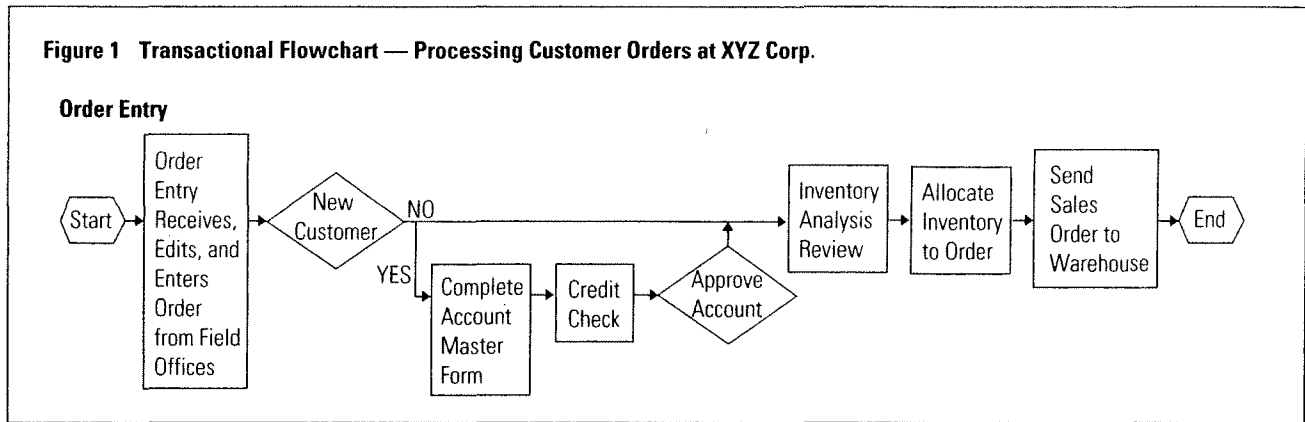 Figure 1 Transactional Flowchart — Processing Customer Orders at XYZ Corp.
Order Entry
Start
Order
Entry
Receives,
Edits, and
Enters
Order
from Field
Offices
New
Customer
NO
YES
Complete
Account
Master
Form
Credit
Check
Approve
Account
Inventory
Analysis
Review
Allocate
Inventory
to Order
Send
Sales
Order to
Warehouse
End